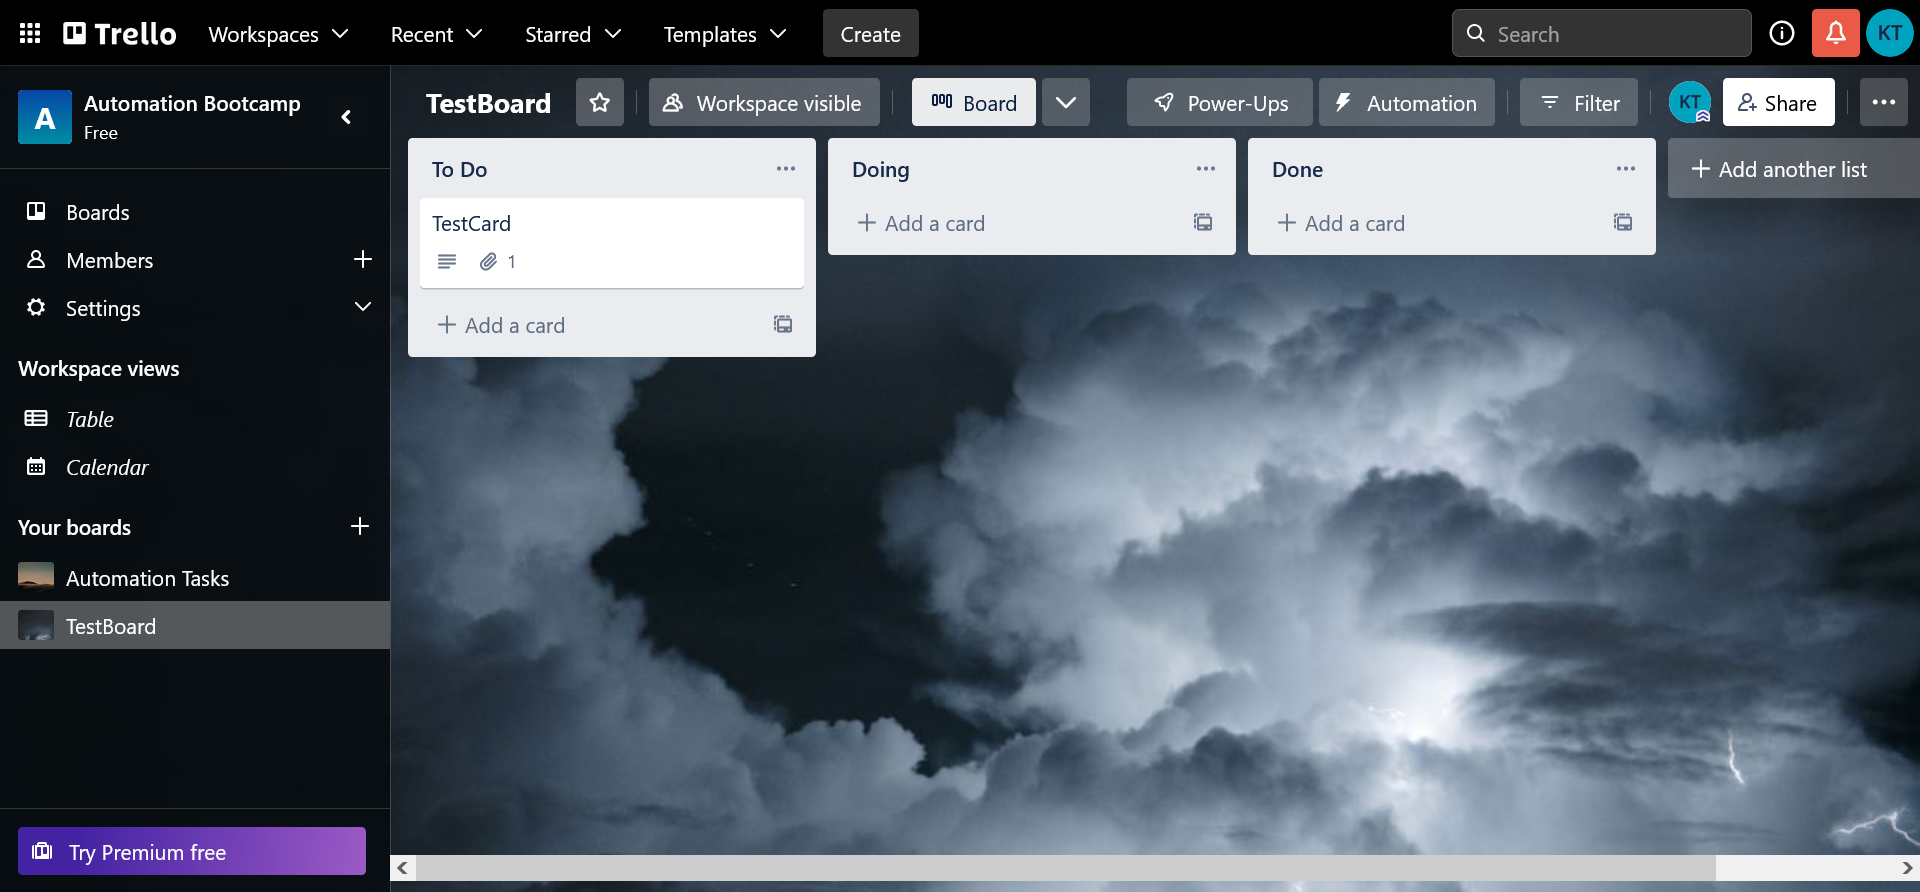 Trello Workspaces Recent Starred Templates Create Search KT
A Automation Bootcamp
Free
Boards
Members
Settings
Workspace views
Table
Calendar
Your boards
Automation Tasks
TestBoard
Try Premium free
TestBoard Workspace visible Board Power-Ups Automation Filter KT Share
To Do
TestCard
1
Add a card
Doing
Add a card
Done
Add a card
Add another list